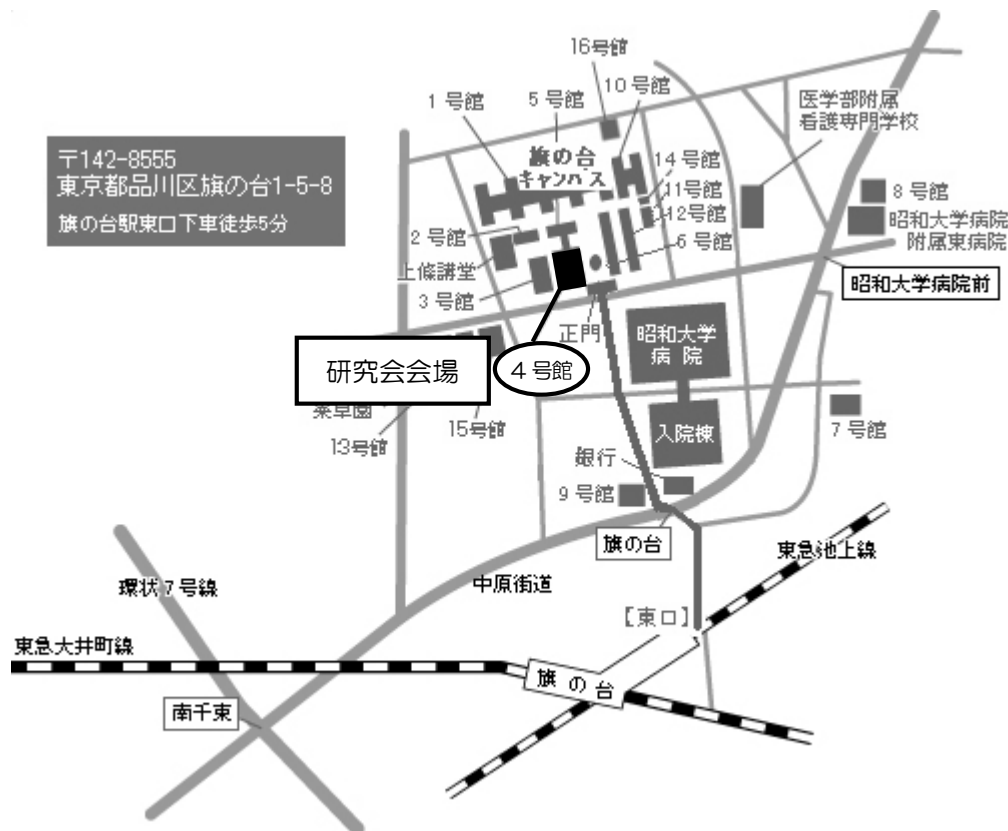 16号館
10号館
5号館
1号館
医学部附属
看護専門学校
〒142-8555
東京都品川区旗の台1-5-8
旗の台駅東口下車徒歩5分
旗の台
キャンパス
14号館
11号館
12号館
8号館
昭和大学病院
附属東病院
2号館
6号館
上條講堂
3号館
昭和大学病院前
正門
昭和大学
病院
研究会会場
4号館
薬草園
15号館
13号館
入院棟
7号館
銀行
9号館
旗の台
東急池上線
環状7号線
中原街道
【東口】
東急大井町線
旗の台
南千束